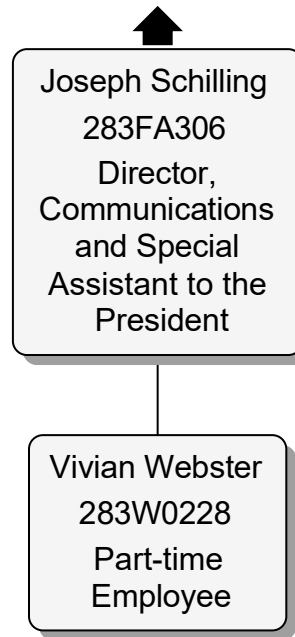 Joseph Schilling
283FA306
Director,
Communications
and Special
Assistant to the
President
Vivian Webster
283W0228
Part-time
Employee